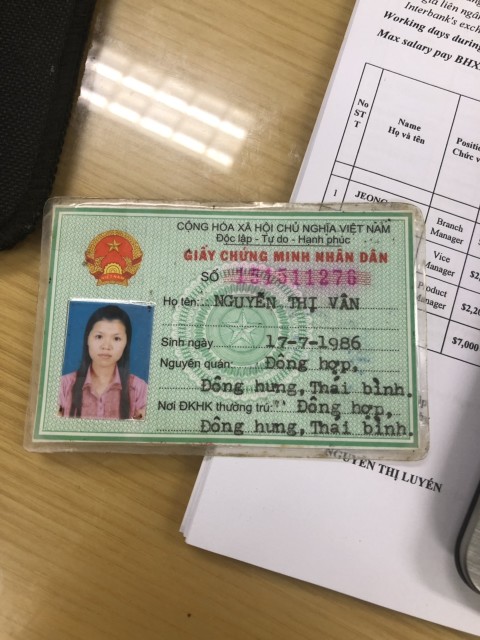 giá liên ngân
Interbank's exch
Working days during
Max salary pay BHX
No
ST
T
Name
Họ và tên
Positio
Chức v
1
JEONG
Branch
Manager
Vice
Manager
$2,
Product
Manager
$2,20
$7,000
CỘNG HÒA XÃ HỘI CHỦ NGHĨA VIỆT NAM
Độc lập - Tự do - Hạnh phúc
GIẤY CHỨNG MINH NHÂN DÂN
SỐ
Họ tên: NGUYỄN THỊ VÂN
Sinh ngày 17-7-1986
Nguyên quán: Đông hợp,
Đông hưng, Thái bình.
Nơi ĐKHK thường trú: Đông hợp,
Đông hưng, Thái bình.
NGUYỄN THỊ LUYẾN